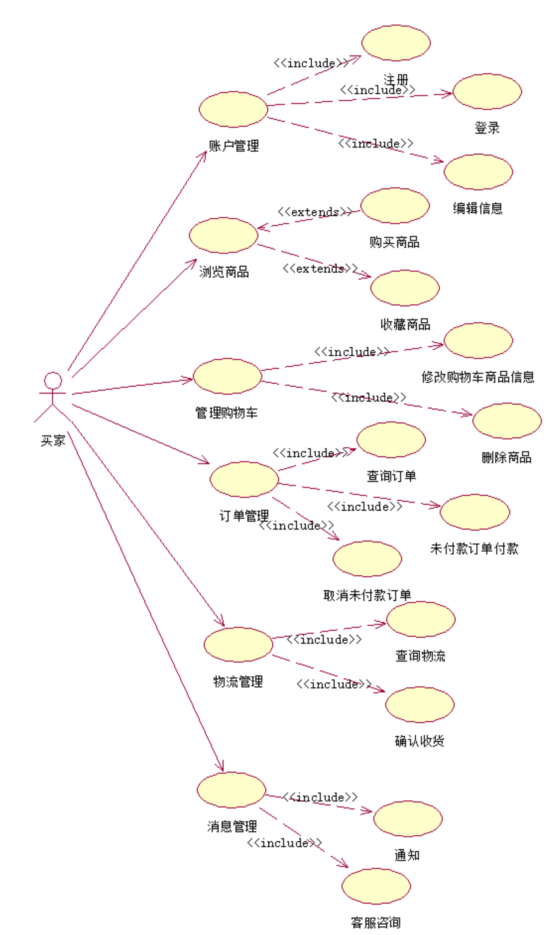 <<include>>
注册
<<include>>
登录
账户管理
<<include>>
编辑信息
<<extends>>
购买商品
浏览商品
<<extends>>
收藏商品
<<include>>
修改购物车商品信息
管理购物车
<<include>>
删除商品
买家
<<include>>
查询订单
订单管理
<<include>>
<<include>>
未付款订单付款
取消未付款订单
<<include>>
查询物流
物流管理
<<include>>
确认收货
<<include>>
消息管理
<<include>>
通知
客服咨询